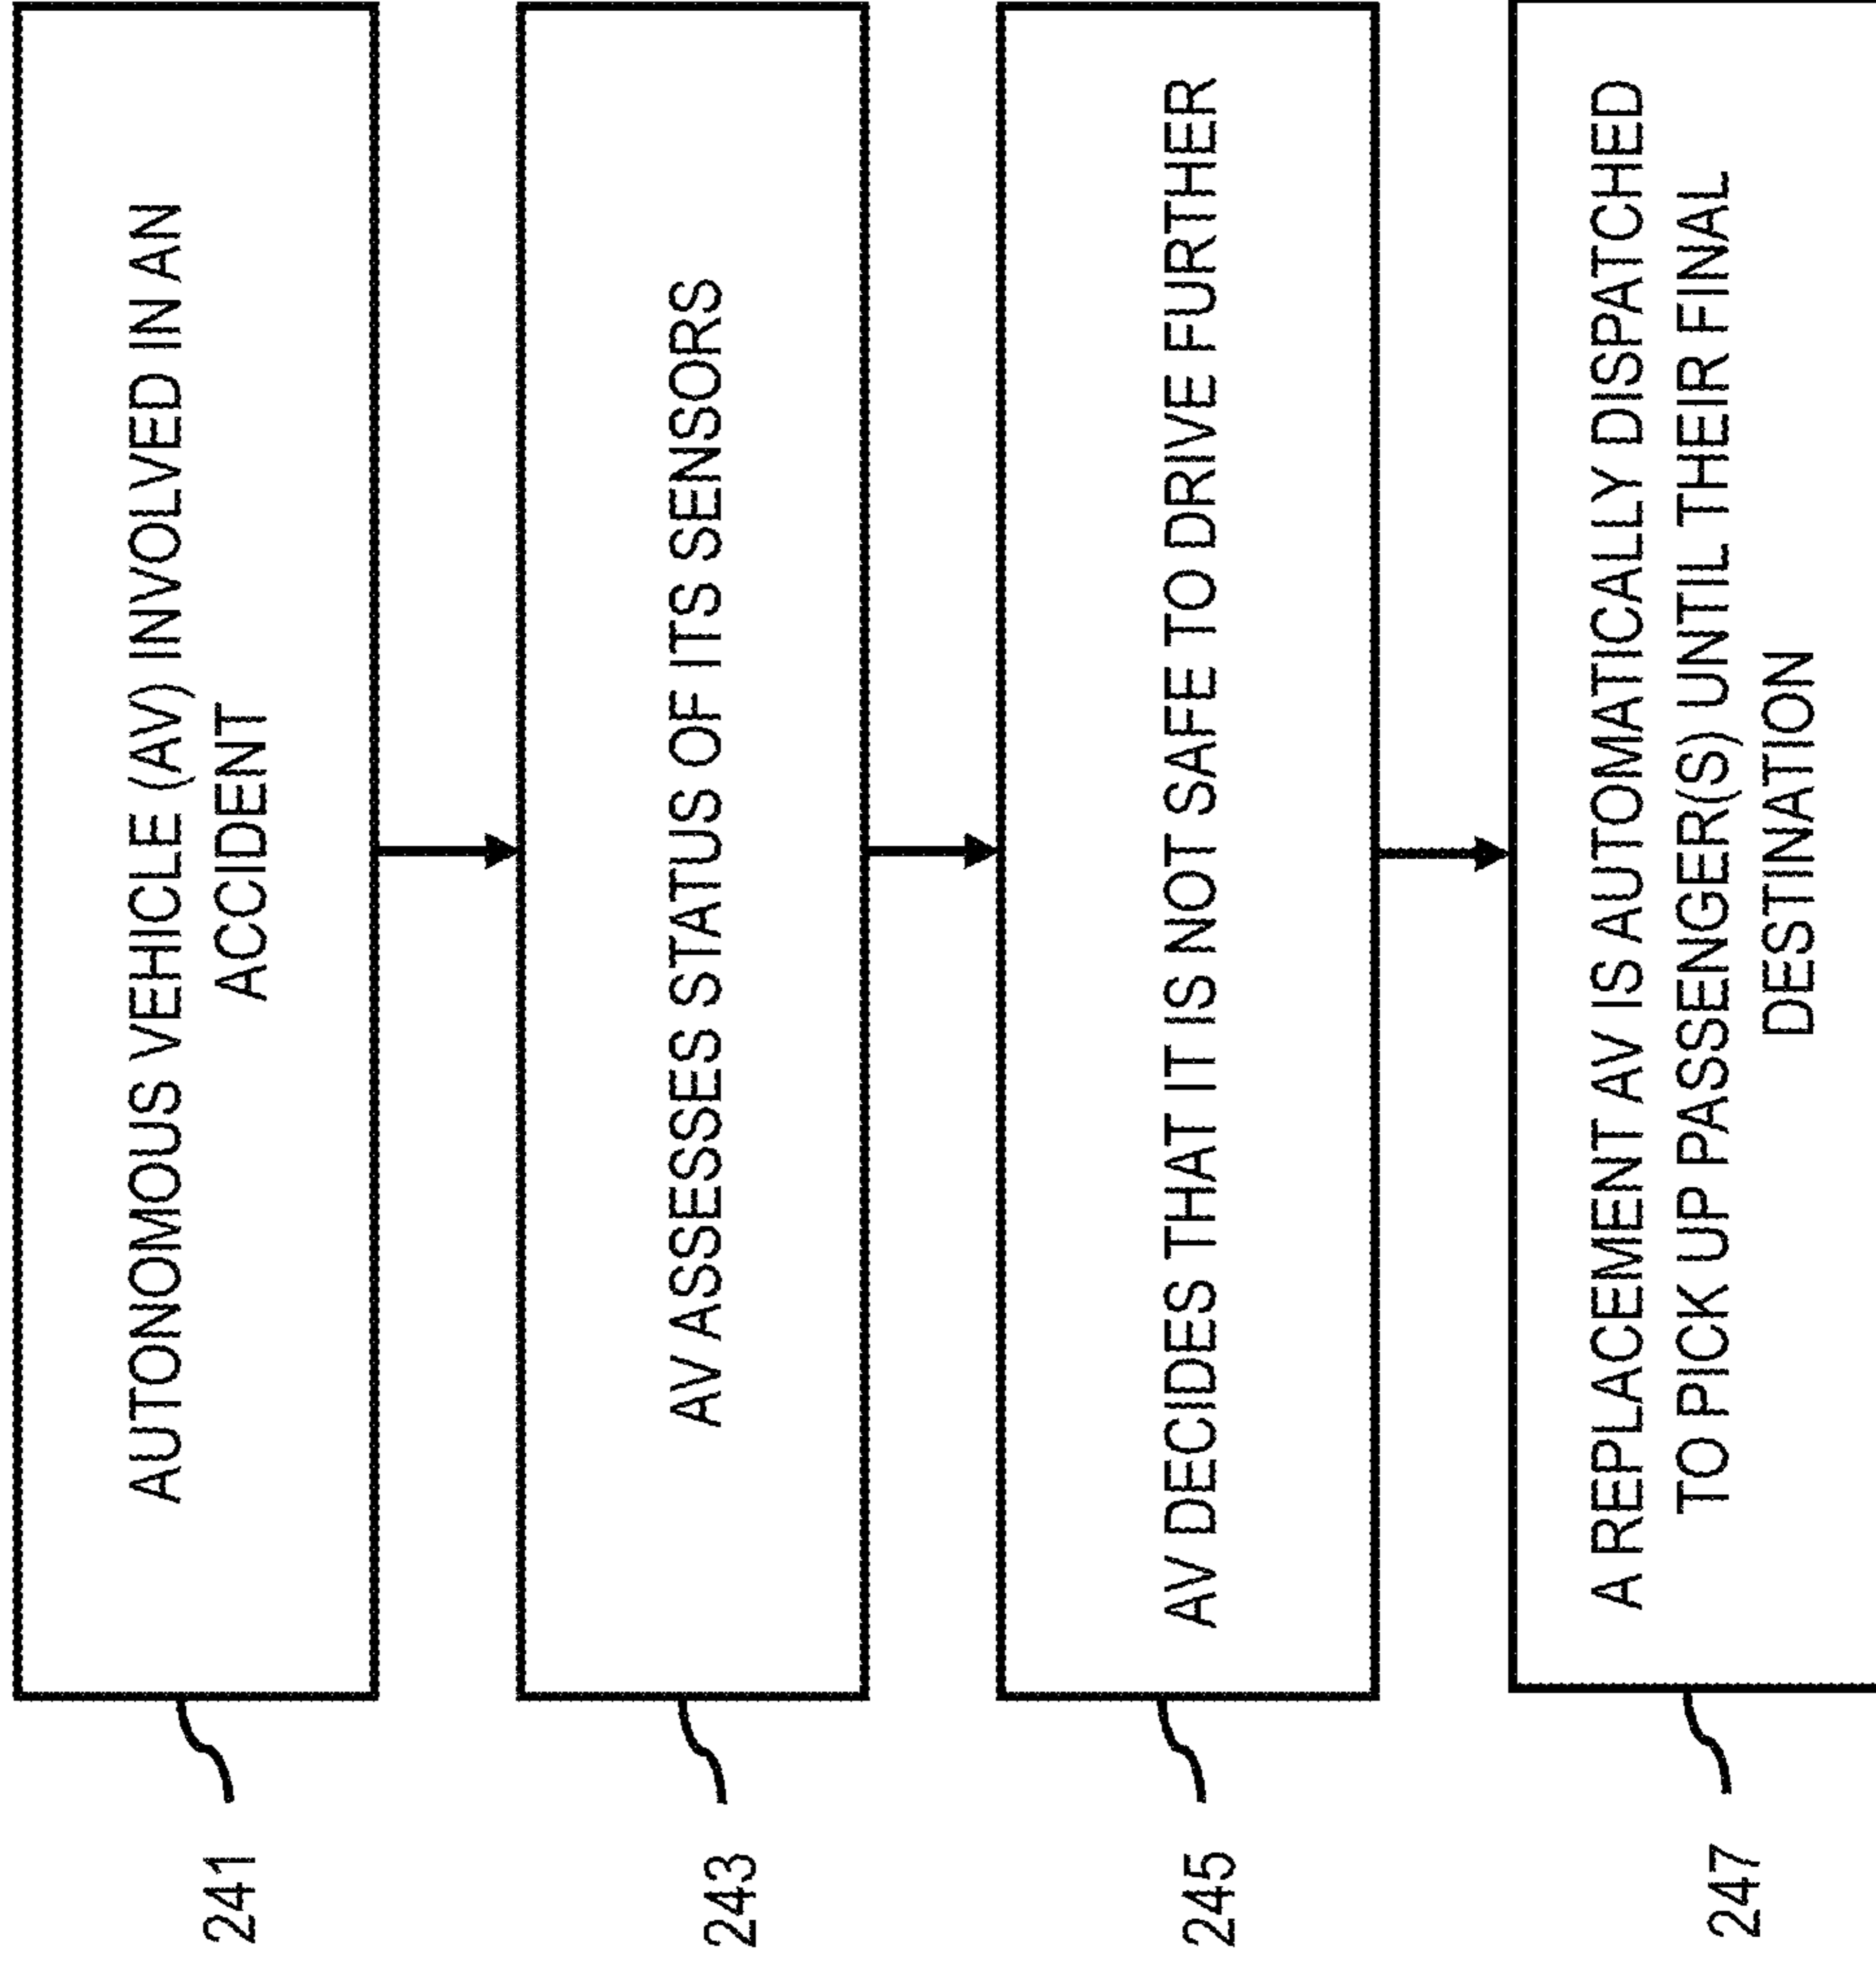 241
AUTONOMOUS VEHICLE (AV) INVOLVED IN AN
ACCIDENT
243
AV ASSESSES STATUS OF ITS SENSORS
245
AV DECIDES THAT IT IS NOT SAFE TO DRIVE FURTHER
247
A REPLACEMENT AV IS AUTOMATICALLY DISPATCHED
TO PICK UP PASSENGER(S) UNTIL THEIR FINAL
DESTINATION